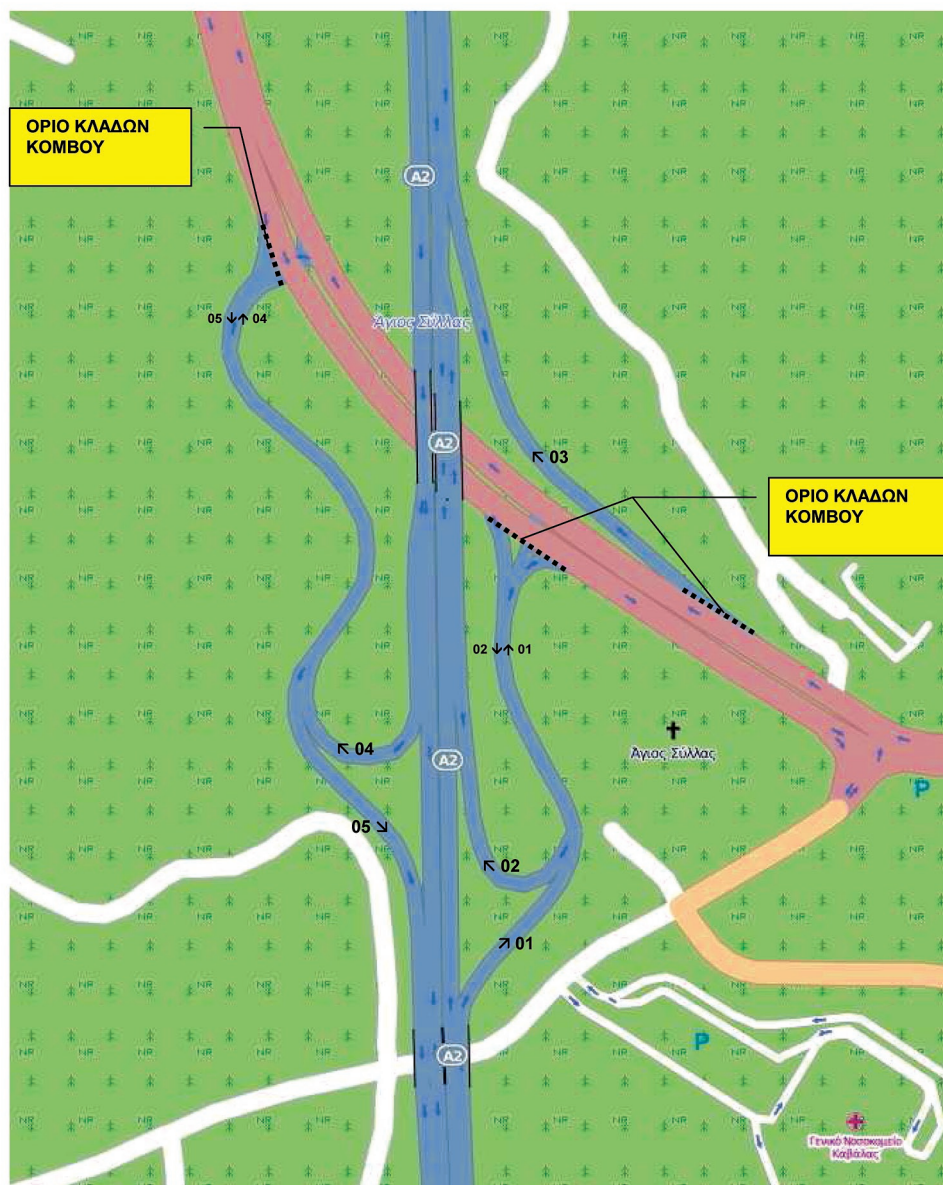 ΟΡΙΟ ΚΛΑΔΩΝ
ΚΟΜΒΟΥ
A2
05 ↓↑ 04
Άγιος Σύλλας
A2
↖ 03
ΟΡΙΟ ΚΛΑΔΩΝ
ΚΟΜΒΟΥ
02 ↓↑ 01
Άγιος Σύλλας
↖ 04
A2
P
05 ↘
↖ 02
↗ 01
P
A2
Γενικό Νοσοκομείο
Καβάλας
NR